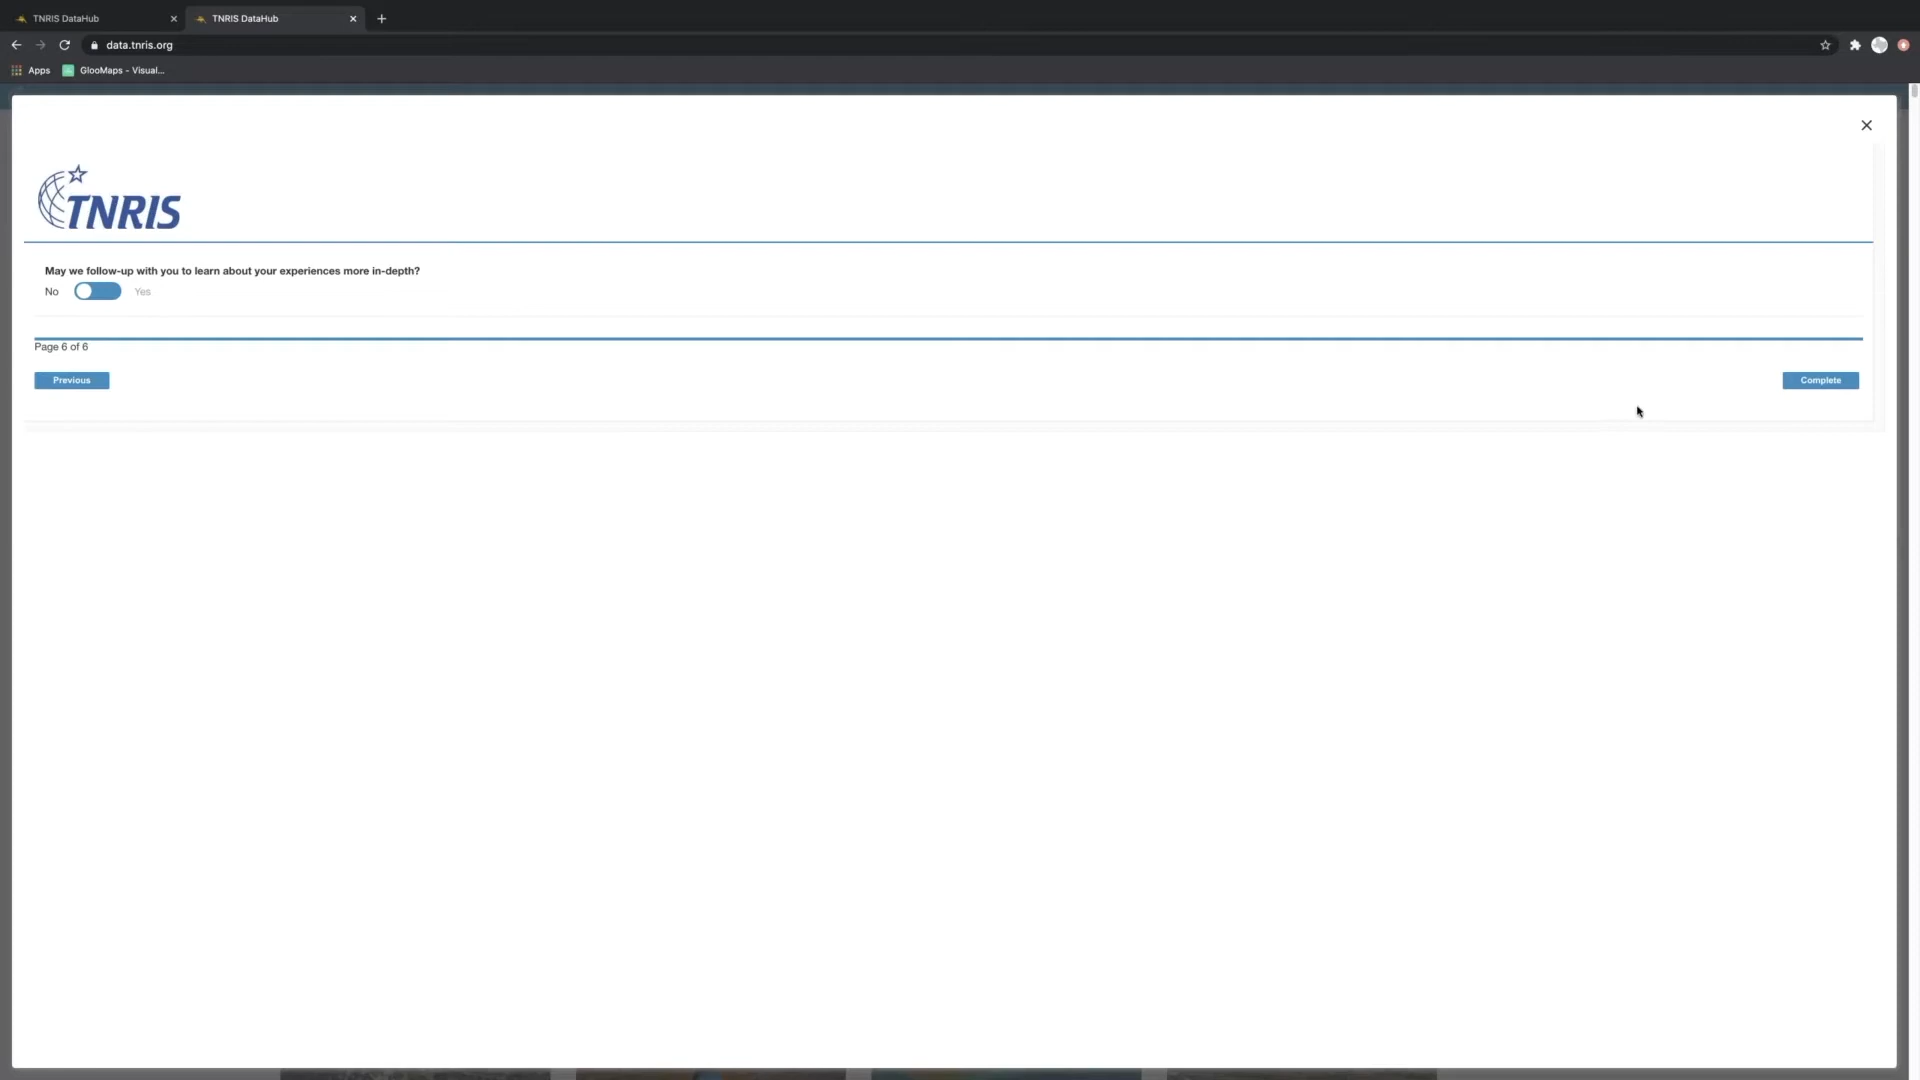 TNRIS DataHub
TNRIS DataHub
data.tnris.org
Apps
GlooMaps - Visual...
TNRIS
May we follow-up with you to learn about your experiences more in-depth?
No
Yes
Page 6 of 6
Previous
Complete